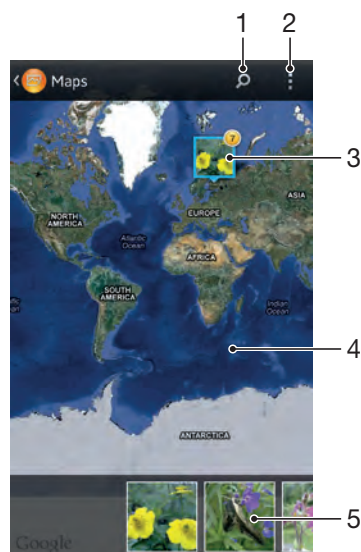 1 2
Maps
7
3
ASIA
NORTH
AMERICA
EUROPE
Atlantic
Ocean
AFRICA
SOUTH
AMERICA
Indian
Ocean
4
ANTARCTICA
5
Google